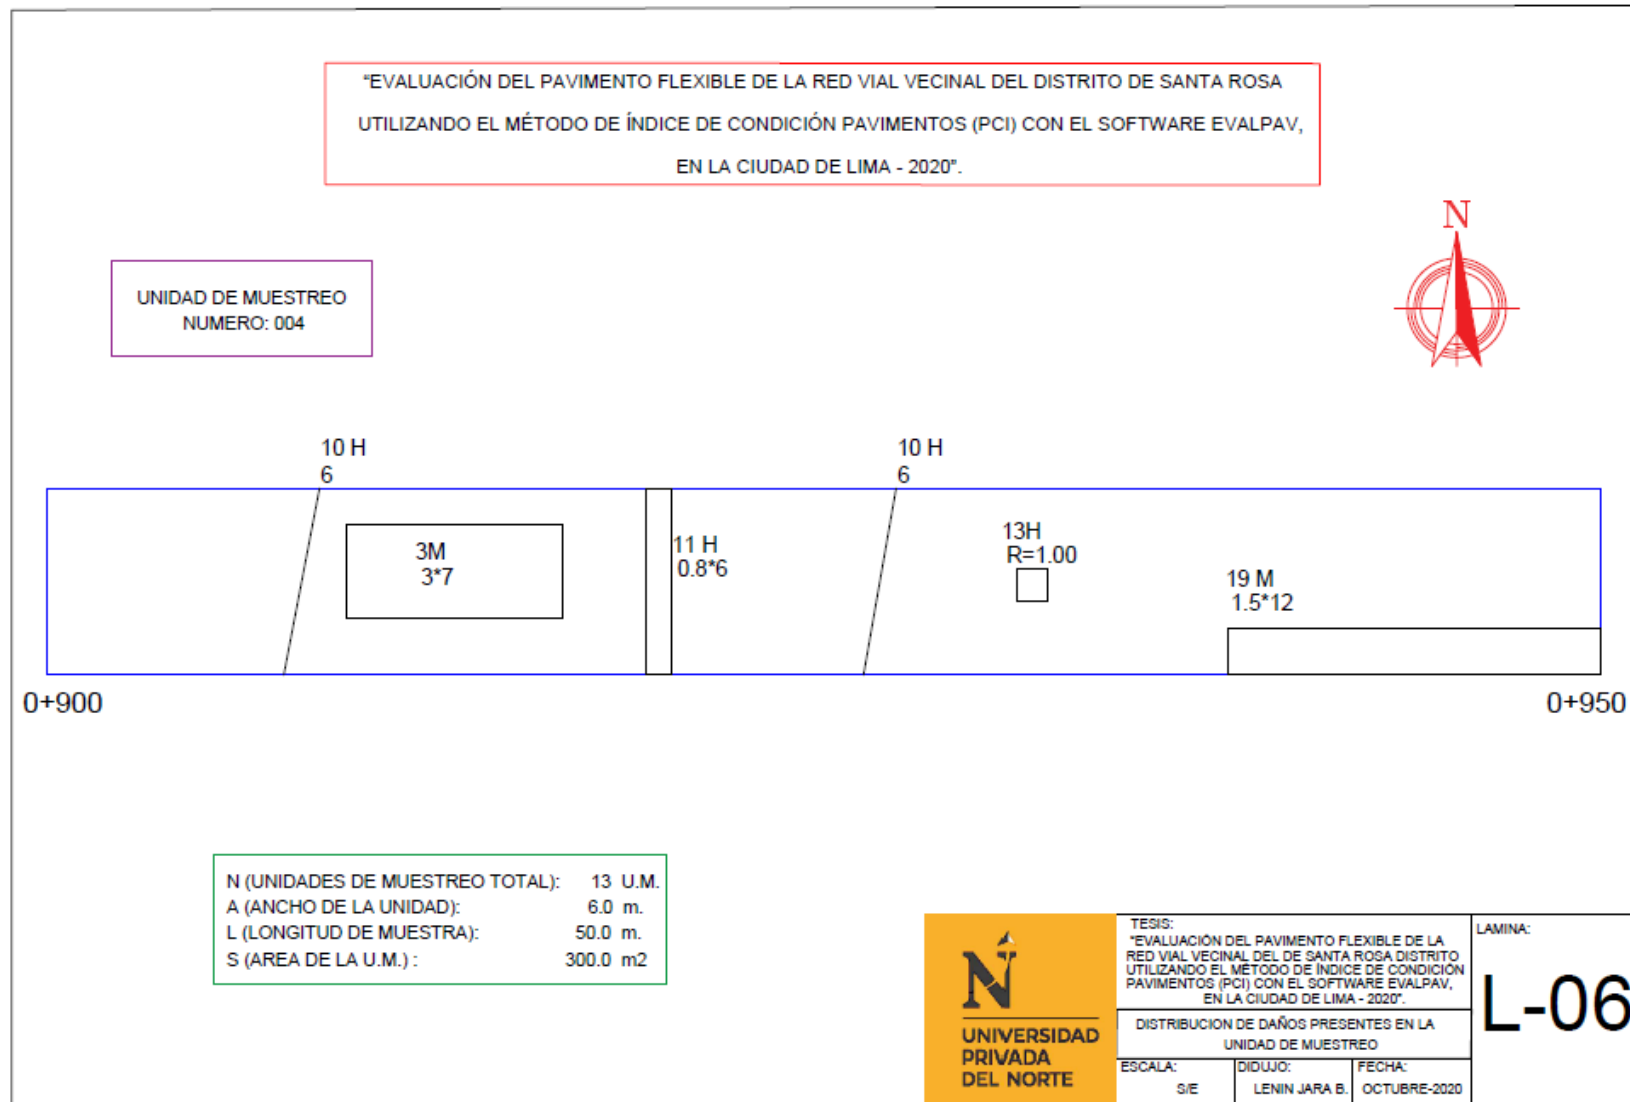 "EVALUACIÓN DEL PAVIMENTO FLEXIBLE DE LA RED VIAL VECINAL DEL DISTRITO DE SANTA ROSA
UTILIZANDO EL MÉTODO DE ÍNDICE DE CONDICIÓN PAVIMENTOS (PCI) CON EL SOFTWARE EVALPAV,
EN LA CIUDAD DE LIMA - 2020".
N
UNIDAD DE MUESTREO
NUMERO: 004
10 H
6
10 H
6
3M
3*7
11 H
0.8*6
13H
R=1.00
19 M
1.5*12
0+900
0+950
N (UNIDADES DE MUESTREO TOTAL): 13 U.M.
A (ANCHO DE LA UNIDAD): 6.0 m.
L (LONGITUD DE MUESTRA): 50.0 m.
S (AREA DE LA U.M.) : 300.0 m2
N
UNIVERSIDAD
PRIVADA
DEL NORTE
TESIS:
"EVALUACIÓN DEL PAVIMENTO FLEXIBLE DE LA
RED VIAL VECINAL DEL DE SANTA ROSA DISTRITO
UTILIZANDO EL MÉTODO DE ÍNDICE DE CONDICIÓN
PAVIMENTOS (PCI) CON EL SOFTWARE EVALPAV,
EN LA CIUDAD DE LIMA - 2020".
DISTRIBUCION DE DAÑOS PRESENTES EN LA
UNIDAD DE MUESTREO
ESCALA:
S/E
DIDUJO:
LENIN JARA B.
FECHA:
OCTUBRE-2020
LAMINA:
L-06